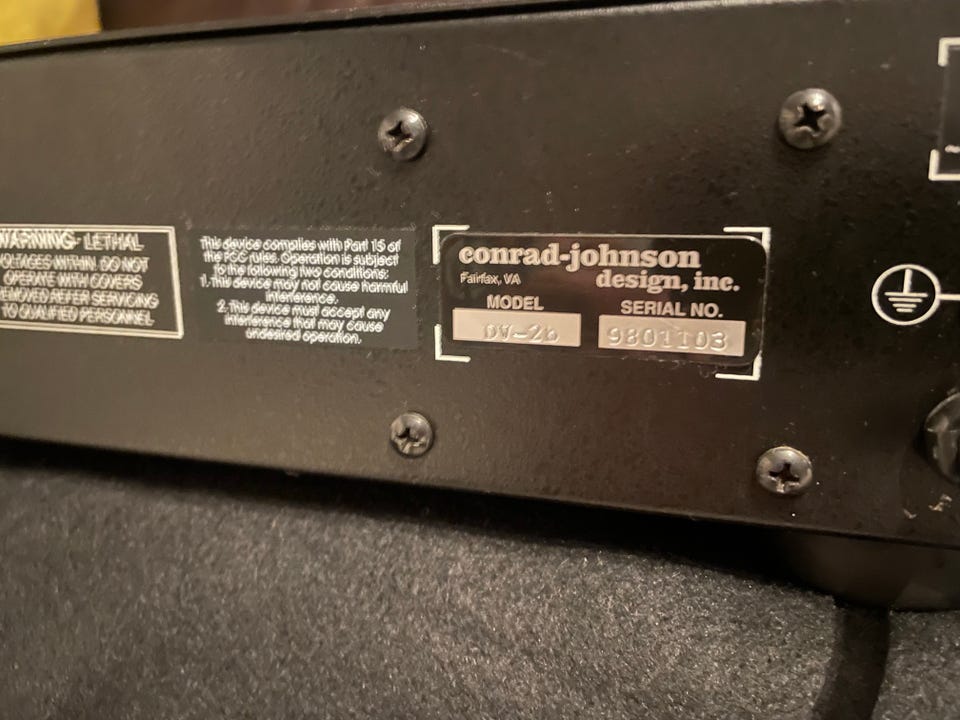 WARNING- LETHAL
VOLTAGES WITHIN. DO NOT
OPERATE WITH COVERS
REMOVED REFER SERVICING
TO QUALIFIED PERSONNEL
This device complies with Part 15 of
the FCC rules. Operation is subject
to the following two conditions:
1. This device may not cause harmful
interference.
2. This device must accept any
interference that may cause
undesired operation.
conrad-johnson
Fairfax, VA design, inc.
MODEL SERIAL NO.
DV-2b 9801103